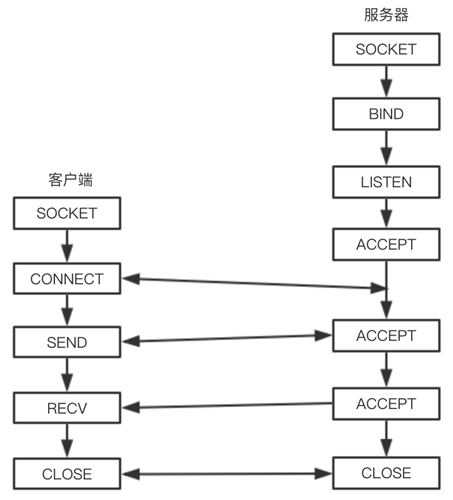 服务器
SOCKET
BIND
LISTEN
ACCEPT
ACCEPT
ACCEPT
CLOSE
客户端
SOCKET
CONNECT
SEND
RECV
CLOSE